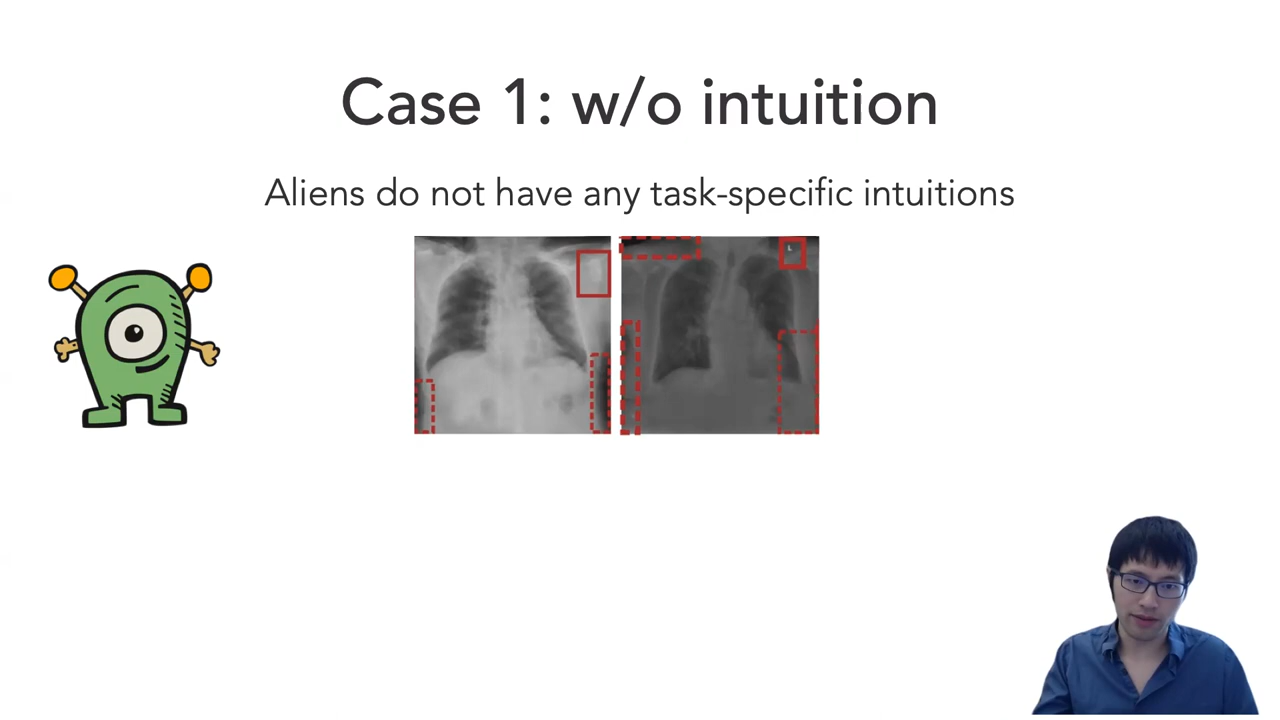 Case 1: w/o intuition
Aliens do not have any task-specific intuitions
L